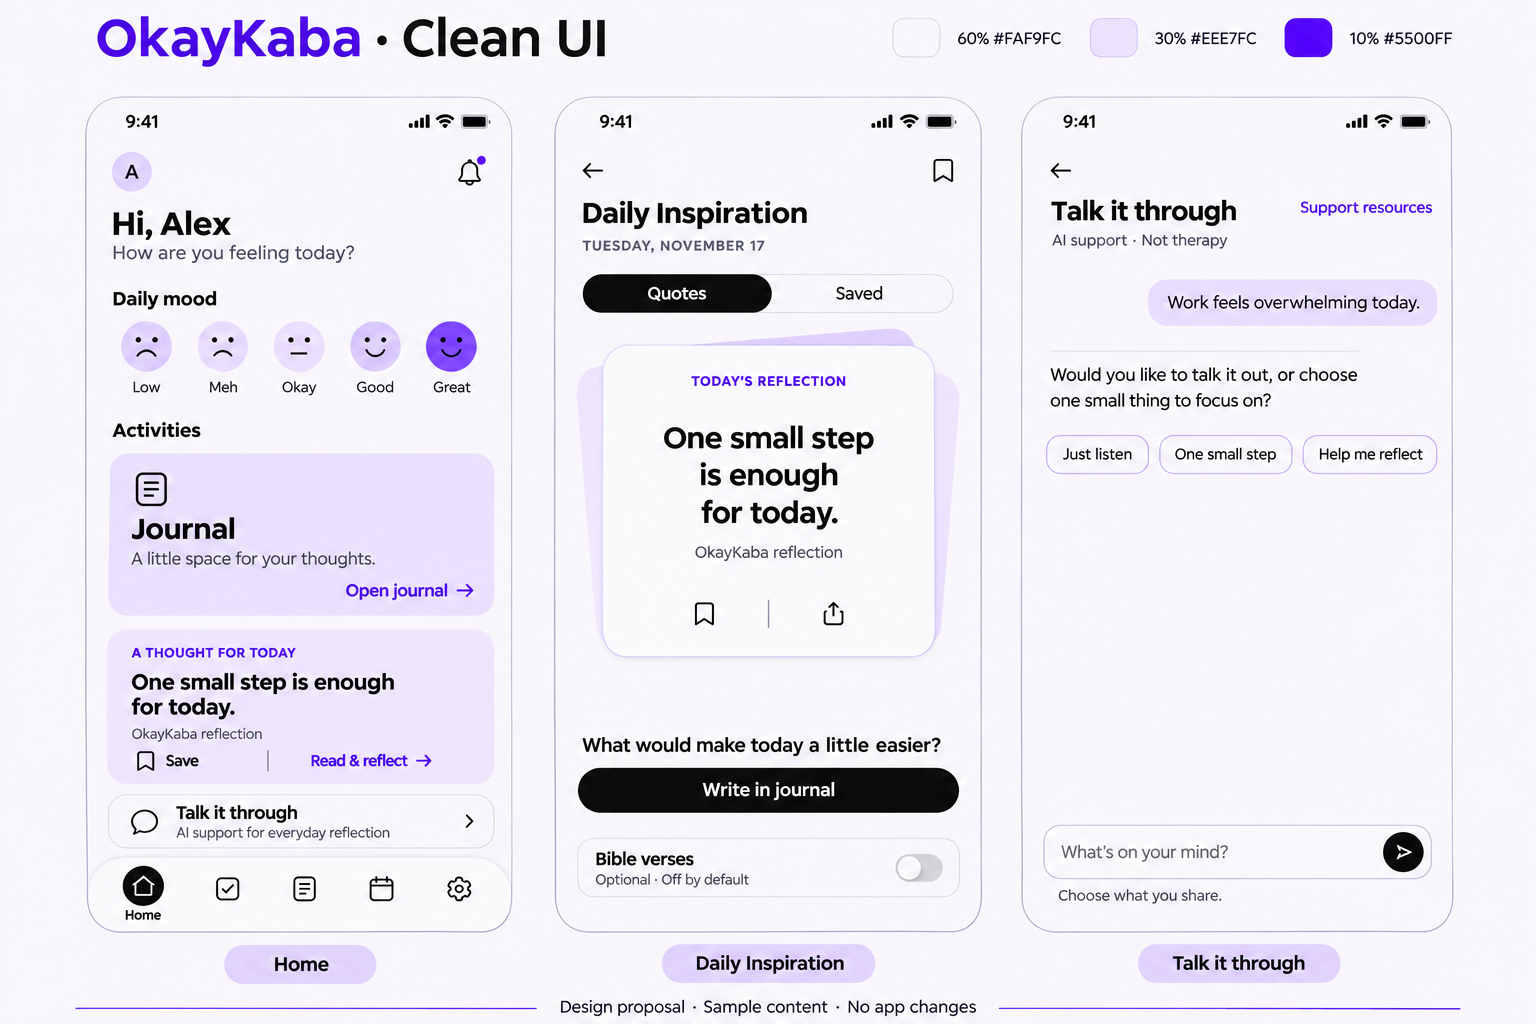 OkayKaba · Clean UI
60% #FAF9FC
30% #EEE7FC
10% #5500FF
9:41
A
Hi, Alex
How are you feeling today?
Daily mood
Low
Meh
Okay
Good
Great
Activities
Journal
A little space for your thoughts.
Open journal →
A THOUGHT FOR TODAY
One small step is enough
for today.
OkayKaba reflection
Save
Read & reflect →
Talk it through
AI support for everyday reflection
Home
Home
9:41
Daily Inspiration
TUESDAY, NOVEMBER 17
Quotes
Saved
TODAY'S REFLECTION
One small step
is enough
for today.
OkayKaba reflection
What would make today a little easier?
Write in journal
Bible verses
Optional · Off by default
Daily Inspiration
9:41
Talk it through
Support resources
AI support · Not therapy
Work feels overwhelming today.
Would you like to talk it out, or choose
one small thing to focus on?
Just listen
One small step
Help me reflect
What's on your mind?
Choose what you share.
Talk it through
Design proposal · Sample content · No app changes